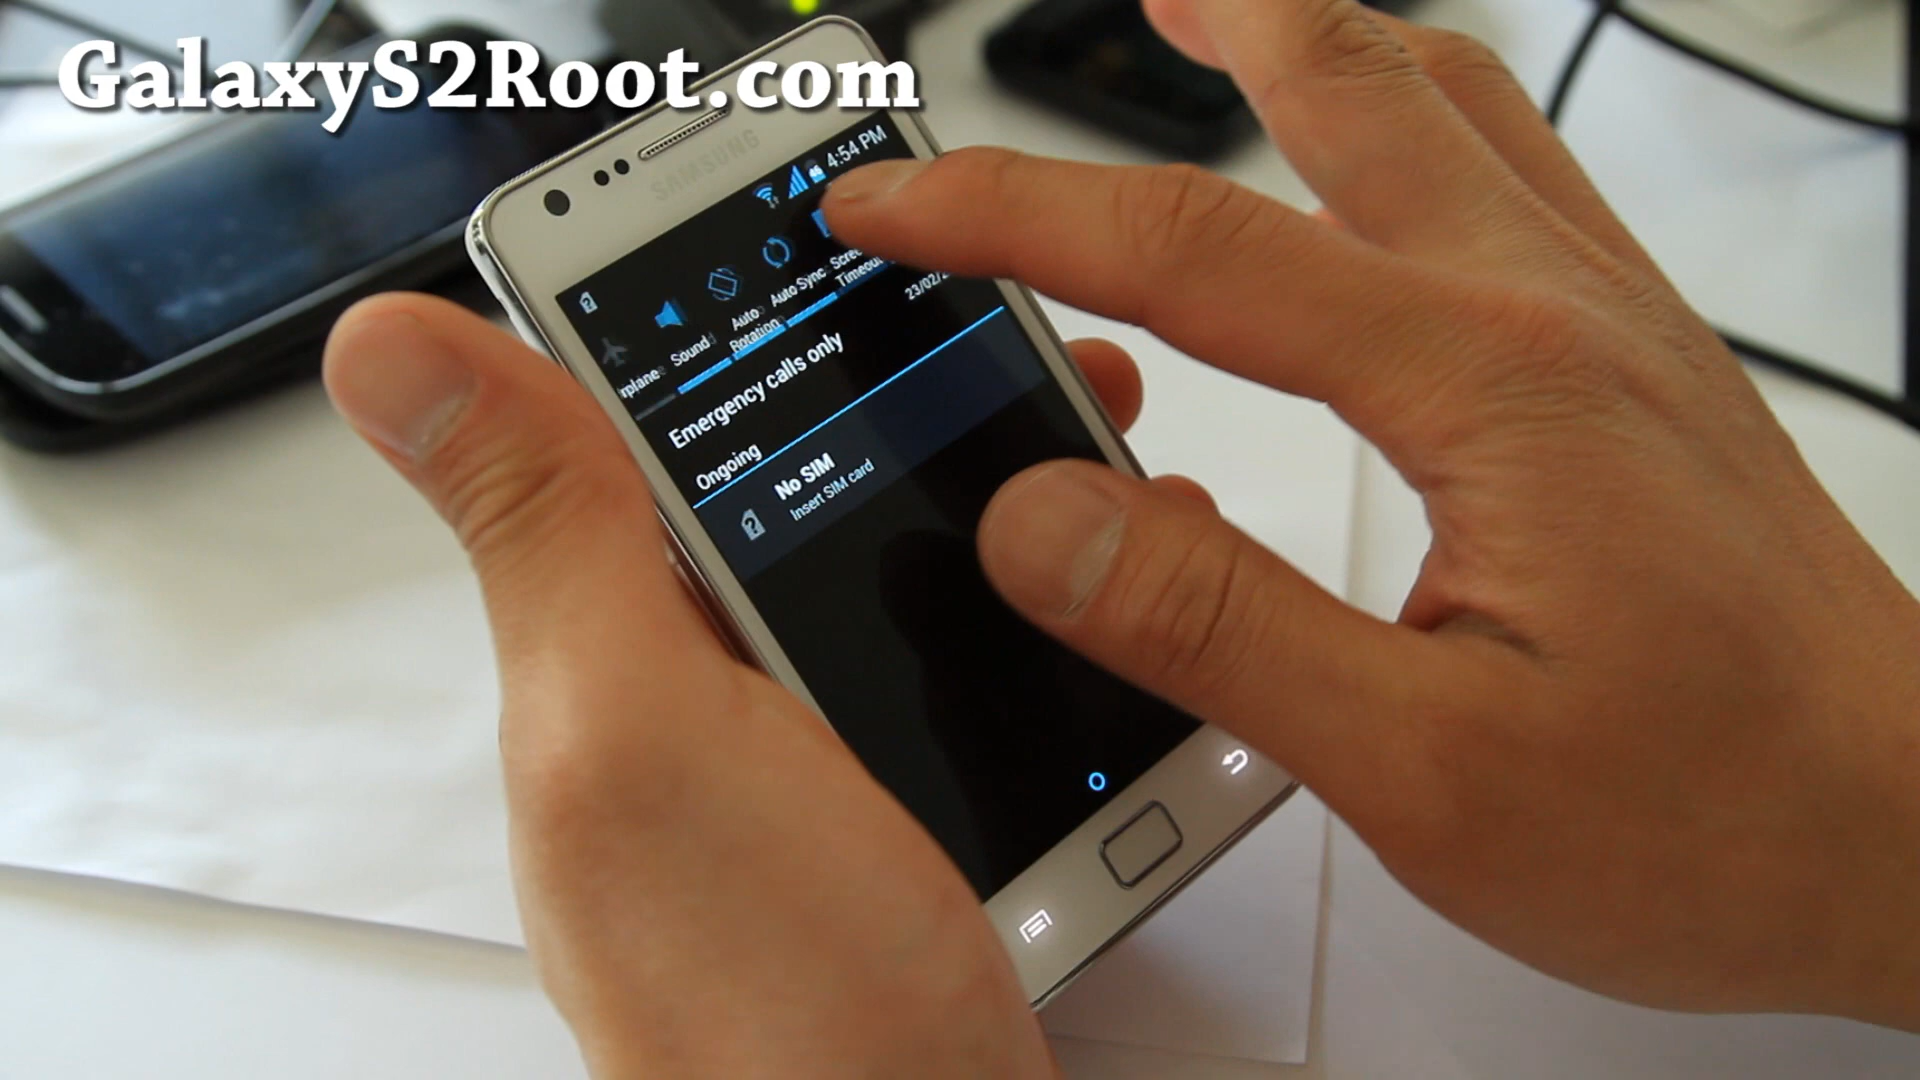 GalaxyS2Root.com
SAMSUNG
4:54 PM
Sound
Auto
Rotation
Auto Sync
Timeout
Emergency calls only
Ongoing
No SIM
Insert SIM card